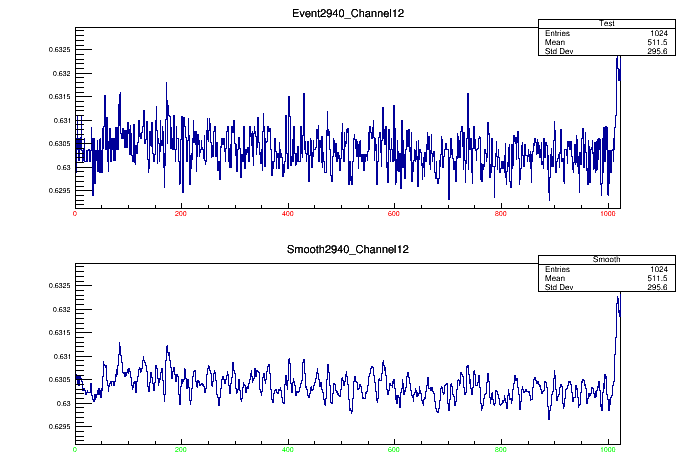 Event2940_Channel12
Test
Entries 1024
Mean 511.5
Std Dev 295.6
0.6325
0.632
0.6315
0.631
0.6305
0.63
0.6295
0 200 400 600 800 1000
Smooth2940_Channel12
Smooth
Entries 1024
Mean 511.5
Std Dev 295.6
0.6325
0.632
0.6315
0.631
0.6305
0.63
0.6295
0 200 400 600 800 1000